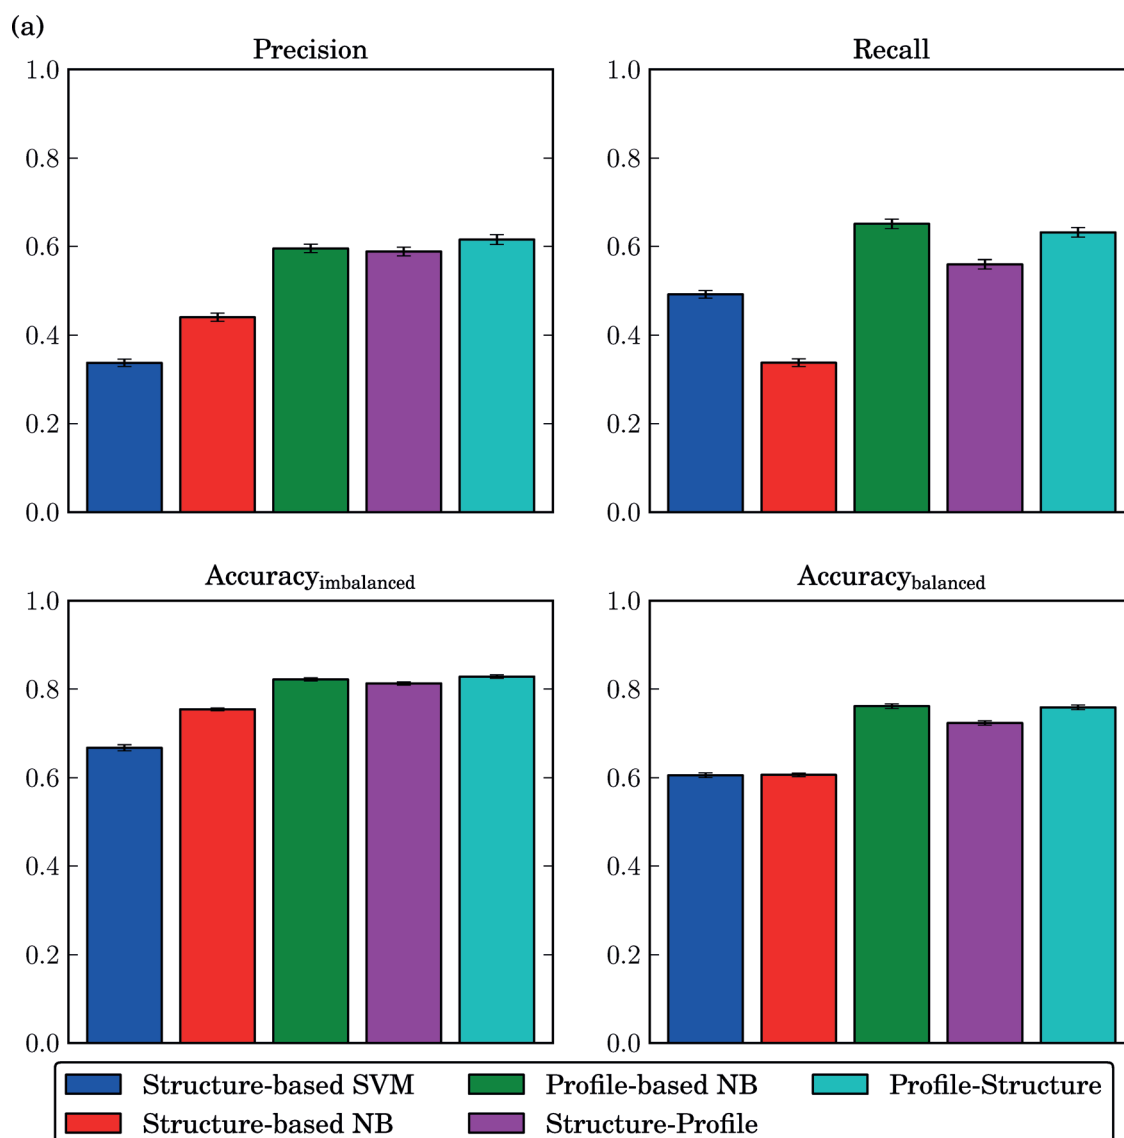 (a)
Precision
Recall
1.0
0.8
0.6
0.4
0.2
0.0
1.0
0.8
0.6
0.4
0.2
0.0
Accuracyimbalanced
Accuracybalanced
1.0
0.8
0.6
0.4
0.2
0.0
1.0
0.8
0.6
0.4
0.2
0.0
Structure-based SVM
Profile-based NB
Profile-Structure
Structure-based NB
Structure-Profile